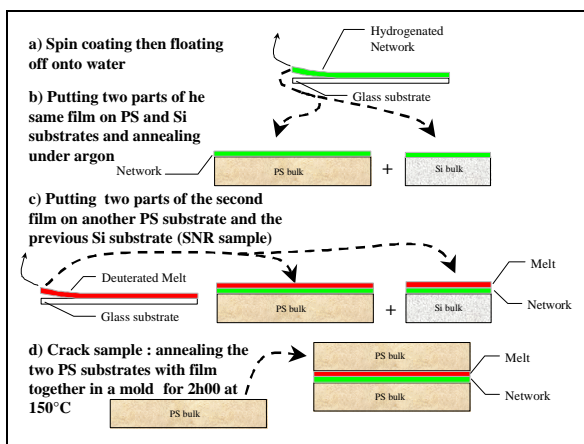 a) Spin coating then floating
off onto water
Hydrogenated
Network
Glass substrate
b) Putting two parts of he
same film on PS and Si
substrates and annealing
under argon
Network
PS bulk
+
Si bulk
c) Putting two parts of the second
film on another PS substrate and the
previous Si substrate (SNR sample)
Deuterated Melt
Glass substrate
PS bulk
+
Si bulk
Melt
Network
d) Crack sample : annealing the
two PS substrates with film
together in a mold for 2h00 at
150°C
PS bulk
PS bulk
Melt
Network
PS bulk